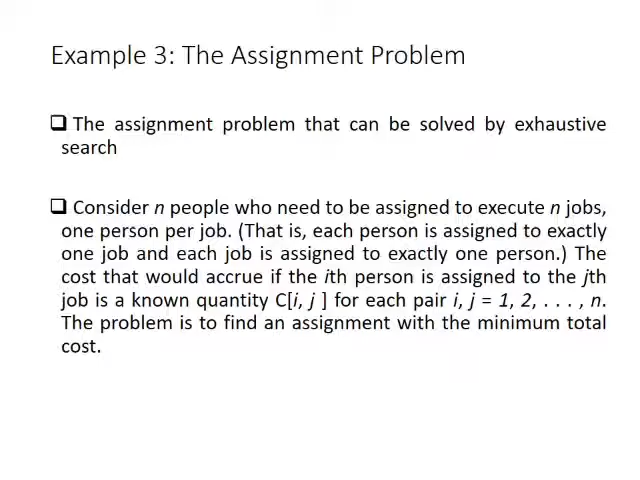 Example 3: The Assignment Problem
❑ The assignment problem that can be solved by exhaustive
search
❑ Consider n people who need to be assigned to execute n jobs,
one person per job. (That is, each person is assigned to exactly
one job and each job is assigned to exactly one person.) The
cost that would accrue if the ith person is assigned to the jth
job is a known quantity C[i, j ] for each pair i, j = 1, 2, . . . , n.
The problem is to find an assignment with the minimum total
cost.